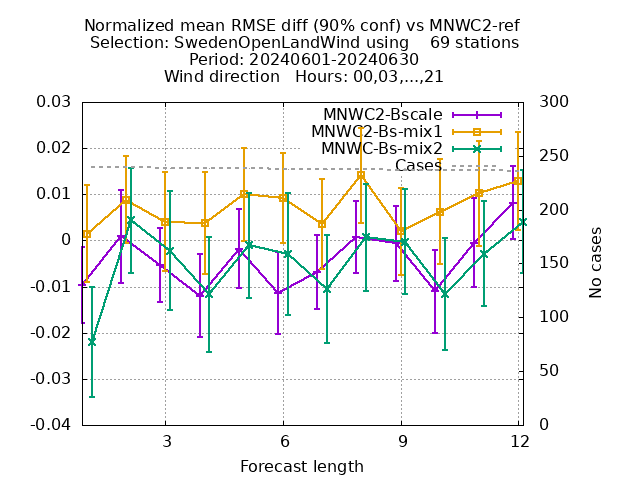 Normalized mean RMSE diff (90% conf) vs MNWC2-ref
Selection: SwedenOpenLandWind using 69 stations
Period: 20240601-20240630
Wind direction Hours: 00,03,...,21
MNWC2-Bscale
MNWC2-Bs-mix1
MNWC-Bs-mix2
Cases
0.03
0.02
0.01
0
-0.01
-0.02
-0.03
-0.04
300
250
200
150
100
50
0
No cases
3
6
9
12
Forecast length